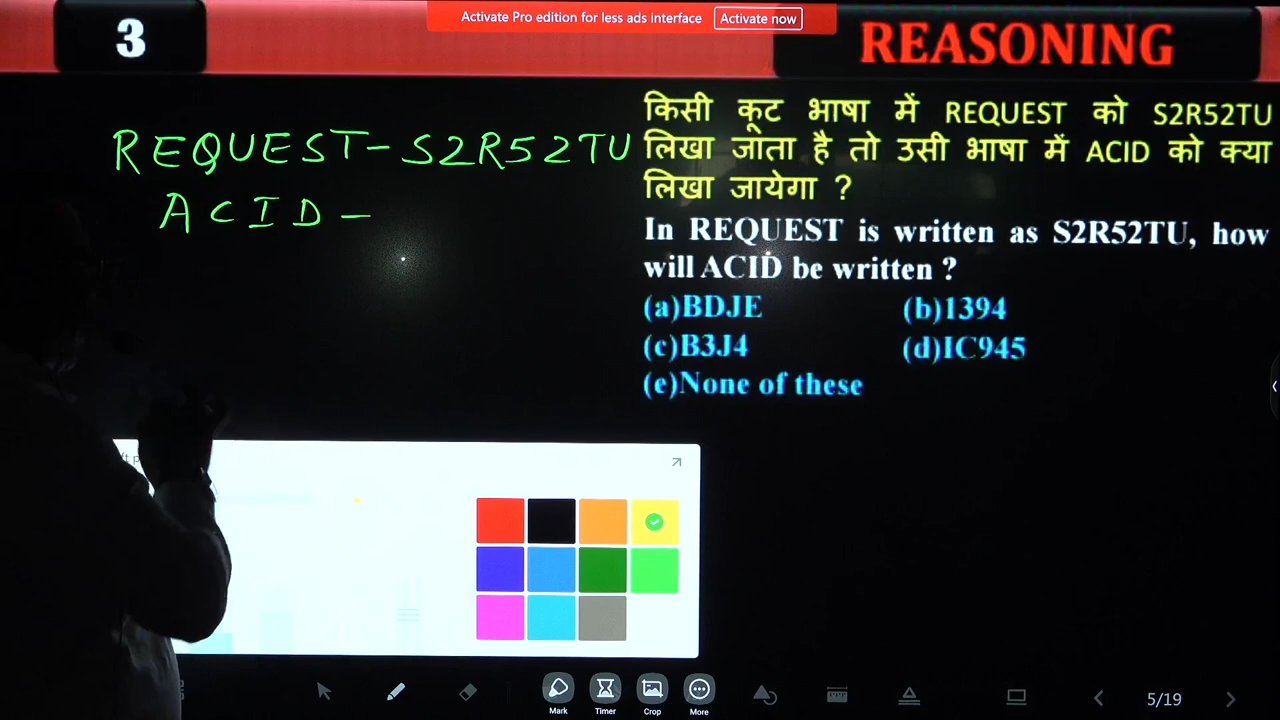 Activate Pro edition for less ads interface Activate now
3
REASONING
REQUEST-S2R52TU
ACID-
किसी कूट भाषा में REQUEST को S2R52TU
लिखा जाता है तो उसी भाषा में ACID को क्या
लिखा जायेगा ?
In REQUEST is written as S2R52TU, how
will ACID be written ?
(a)BDJE (b)1394
(c)B3J4 (d)IC945
(e)None of these
Mark Timer Crop More
5/19